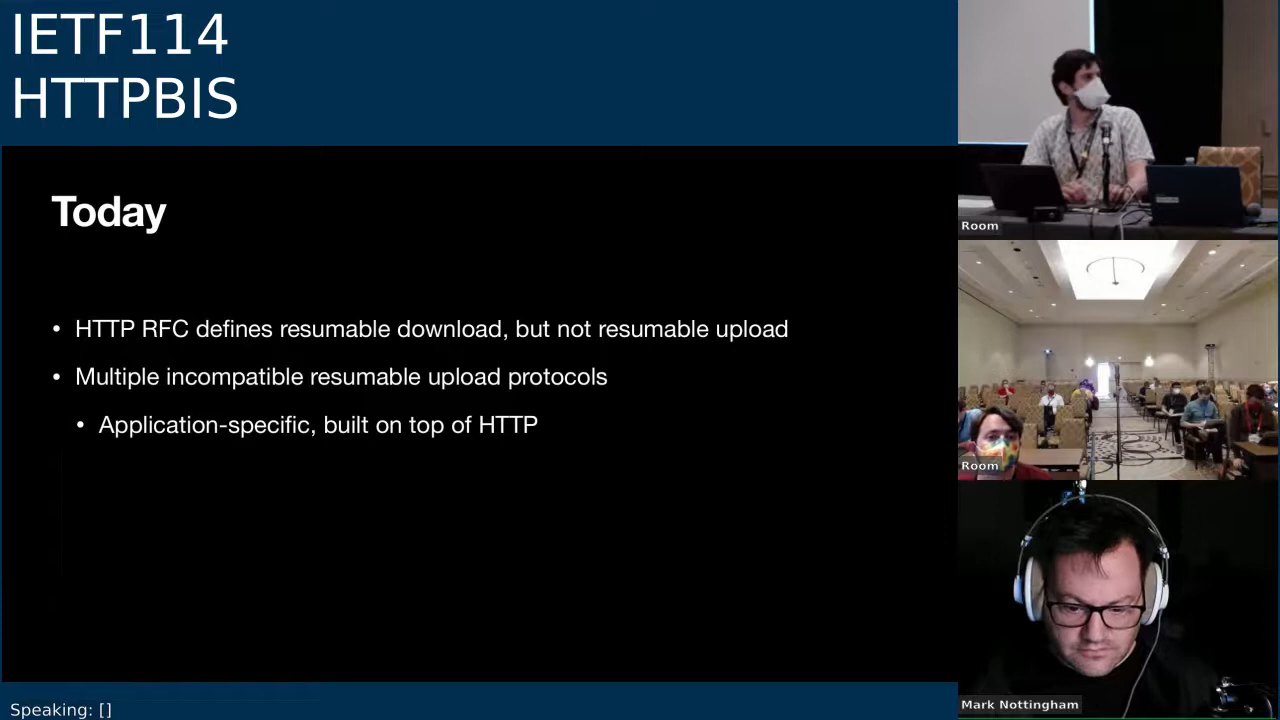 IETF114
HTTPBIS
Today
• HTTP RFC defines resumable download, but not resumable upload
• Multiple incompatible resumable upload protocols
• Application-specific, built on top of HTTP
Speaking: []
Room
Room
Mark Nottingham